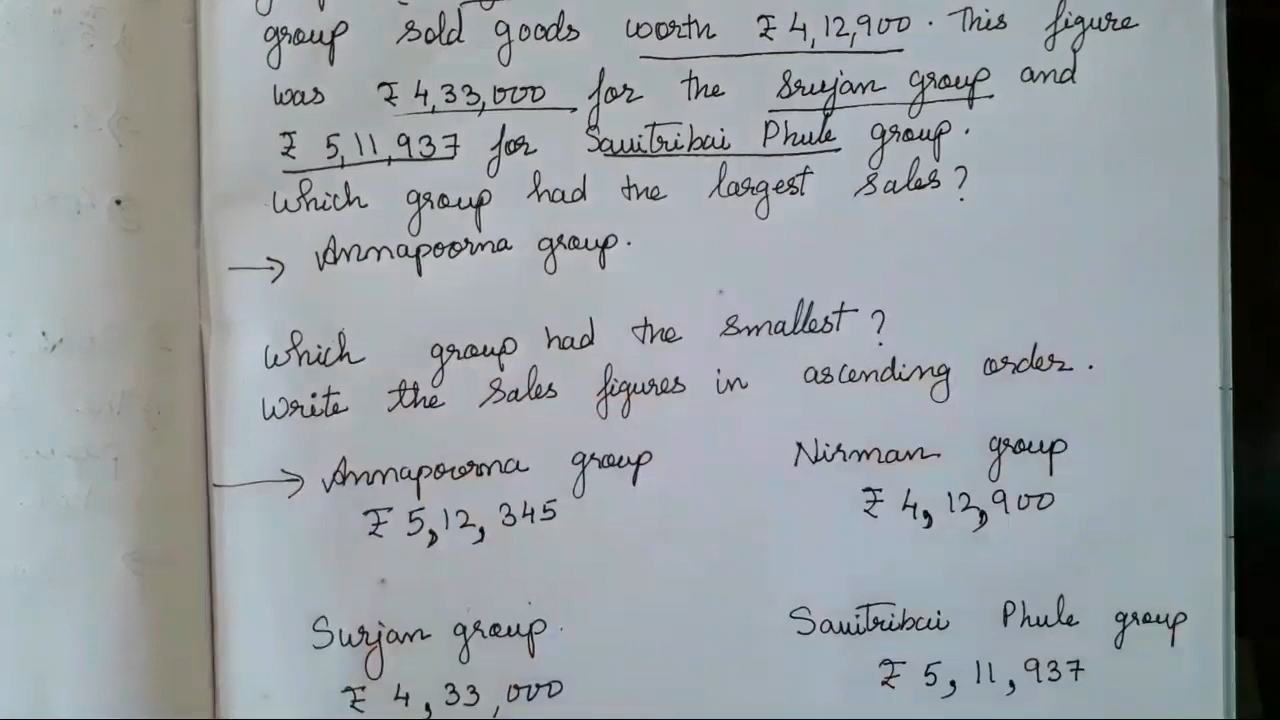 group sold goods worth ₹ 4,12,900. This figure
was ₹ 4,33,000 for the Srujan group and
₹ 5,11,937 for Savitribai Phule group.
Which group had the largest sales?
→ Annapoorna group.
Which group had the smallest?
Write the sales figures in ascending order.
→ Annapoorna group Nirman group
₹ 5,12,345 ₹ 4,12,900
Surjan group. Savitribai Phule group
₹ 4,33,000 ₹ 5,11,937